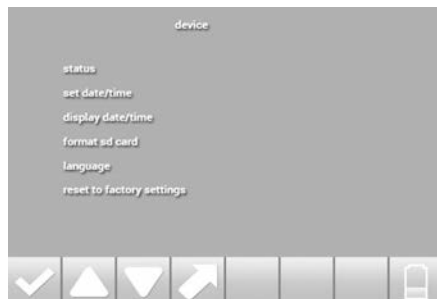 device
status
set date/time
display date/time
format sd card
language
reset to factory settings